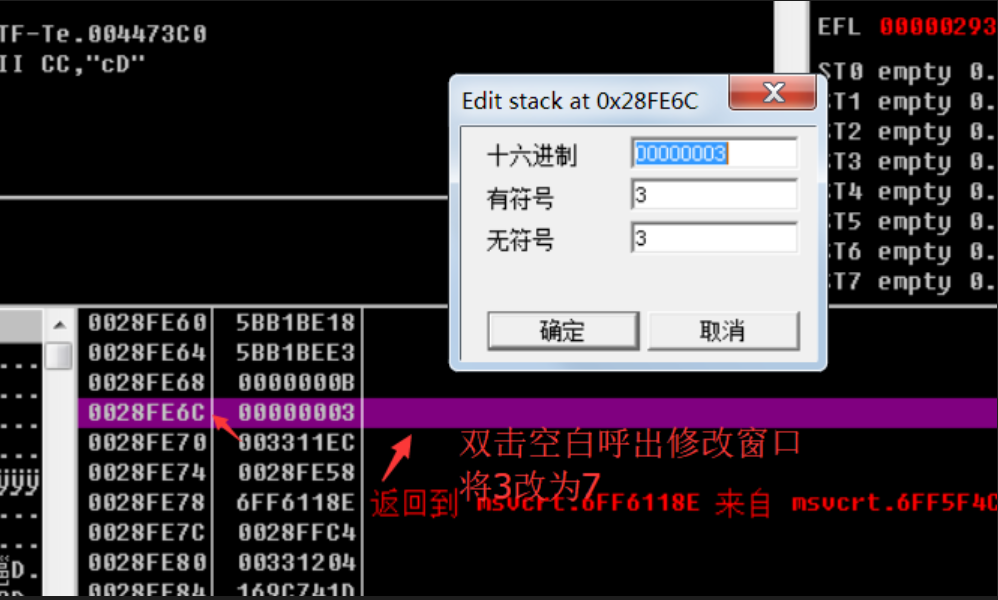 TF-Te.004473C0
II CC,"cD"
EFL 00000293
ST0 empty 0.
ST1 empty 0.
ST2 empty 0.
ST3 empty 0.
ST4 empty 0.
ST5 empty 0.
ST6 empty 0.
ST7 empty 0.
Edit stack at 0x28FE6C
十六进制 00000003
有符号 3
无符号 3
确定 取消
0028FE60 5BB1BE18
0028FE64 5BB1BEE3
0028FE68 0000000B
0028FE6C 00000003
0028FE70 003311EC
0028FE74 0028FE58
0028FE78 6FF6118E 返回到 msvcrt.6FF6118E 来自 msvcrt.6FF5F4C
0028FE7C 0028FFC4
0028FE80 00331204
0028FE84 169C741D
双击空白呼出修改窗口
将3改为7